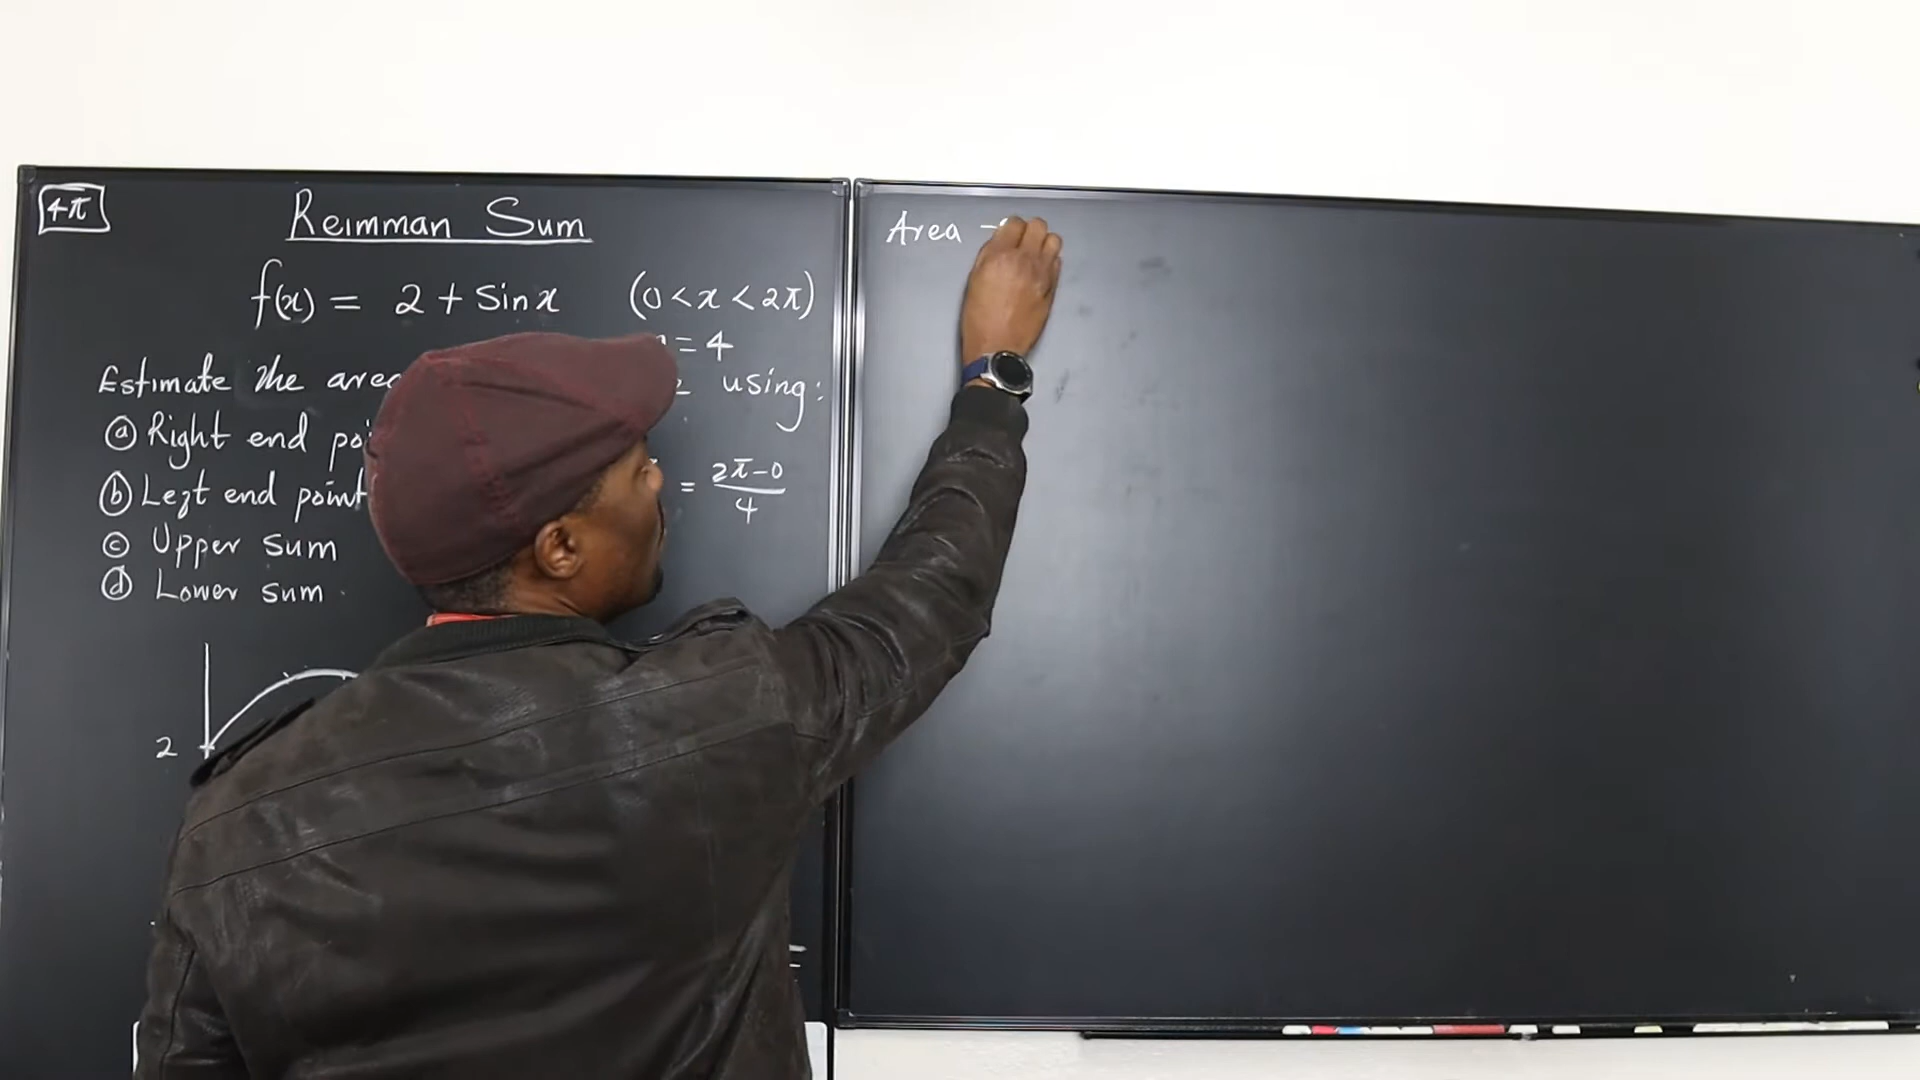 4π
Reimman Sum
f(x) = 2 + Sin x (0 < x < 2π)
= 4
Estimate the area using:
ⓐ Right end
ⓑ Left end point
ⓒ Upper sum
ⓓ Lower sum
= 2π-0 / 4
2
Area